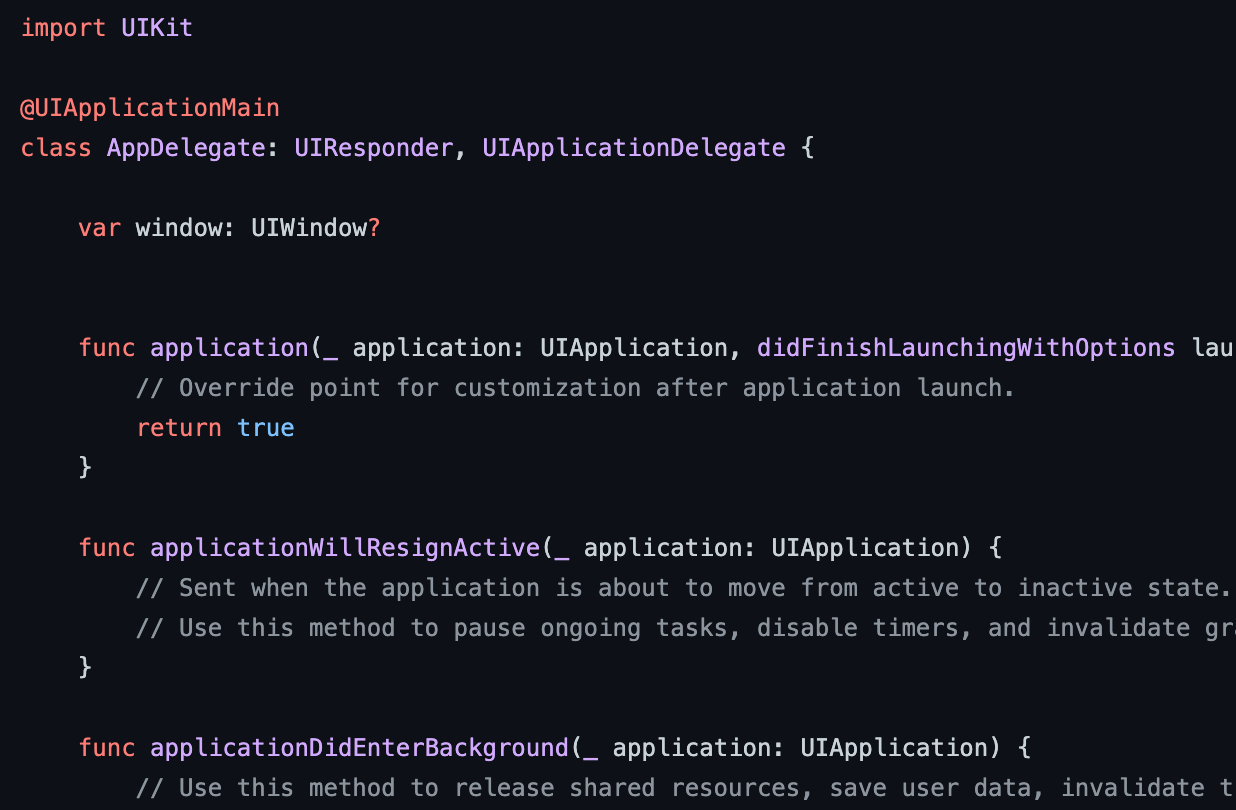 import UIKit
@UIApplicationMain
class AppDelegate: UIResponder, UIApplicationDelegate {
var window: UIWindow?
func application(_ application: UIApplication, didFinishLaunchingWithOptions
// Override point for customization after application launch.
return true
}
func applicationWillResignActive(_ application: UIApplication) {
// Sent when the application is about to move from active to inactive state.
// Use this method to pause ongoing tasks, disable timers, and invalidate
}
func applicationDidEnterBackground(_ application: UIApplication) {
// Use this method to release shared resources, save user data, invalidate